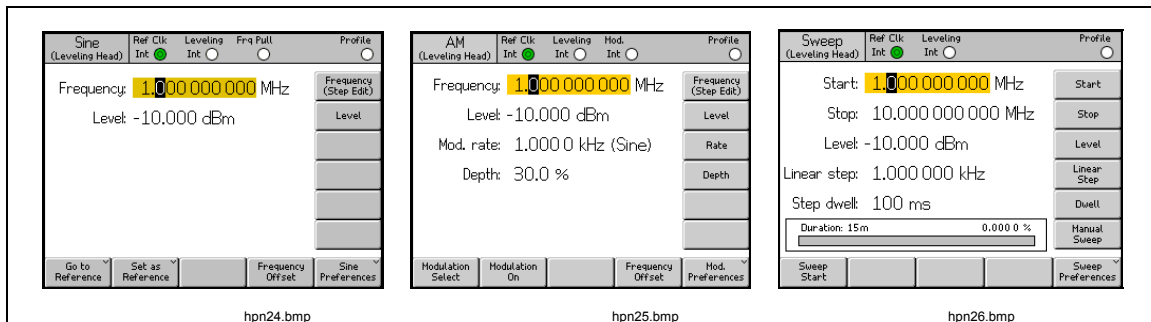 Sine
(Leveling Head)
Ref Clk Leveling Frq Pull
Int Int
Profile
Frequency: 1.000 000 000 MHz
Level: -10.000 dBm
Frequency
(Step Edit)
Level
Go to
Reference
Set as
Reference
Frequency
Offset
Sine
Preferences
hpn24.bmp
AM
(Leveling Head)
Ref Clk Leveling Mod.
Int Int Int
Profile
Frequency: 1.000 000 000 MHz
Level: -10.000 dBm
Mod. rate: 1.000 0 kHz (Sine)
Depth: 30.0 %
Frequency
(Step Edit)
Level
Rate
Depth
Modulation
Select
Modulation
On
Frequency
Offset
Mod.
Preferences
hpn25.bmp
Sweep
(Leveling Head)
Ref Clk Leveling
Int Int
Profile
Start: 1.000 000 000 MHz
Stop: 10.000 000 000 MHz
Level: -10.000 dBm
Linear step: 1.000 000 kHz
Step dwell: 100 ms
Duration: 15m 0.000 0 %
Start
Stop
Level
Linear
Step
Dwell
Manual
Sweep
Sweep
Start
Sweep
Preferences
hpn26.bmp